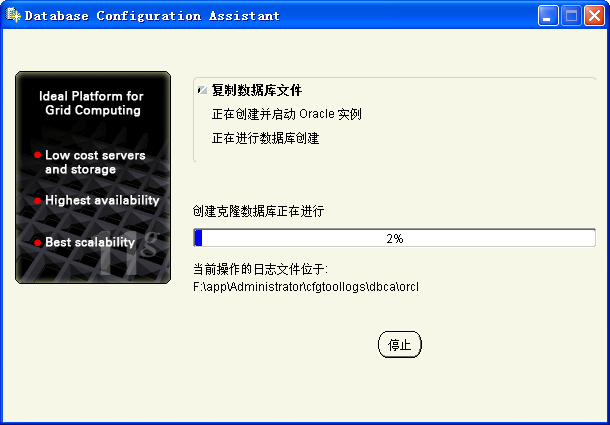 Database Configuration Assistant
Ideal Platform for
Grid Computing
Low cost servers
and storage
Highest availability
Best scalability
11g
复制数据库文件
正在创建并启动 Oracle 实例
正在进行数据库创建
创建克隆数据库正在进行
2%
当前操作的日志文件位于:
F:\app\Administrator\cfgtoollogs\dbca\orcl
停止